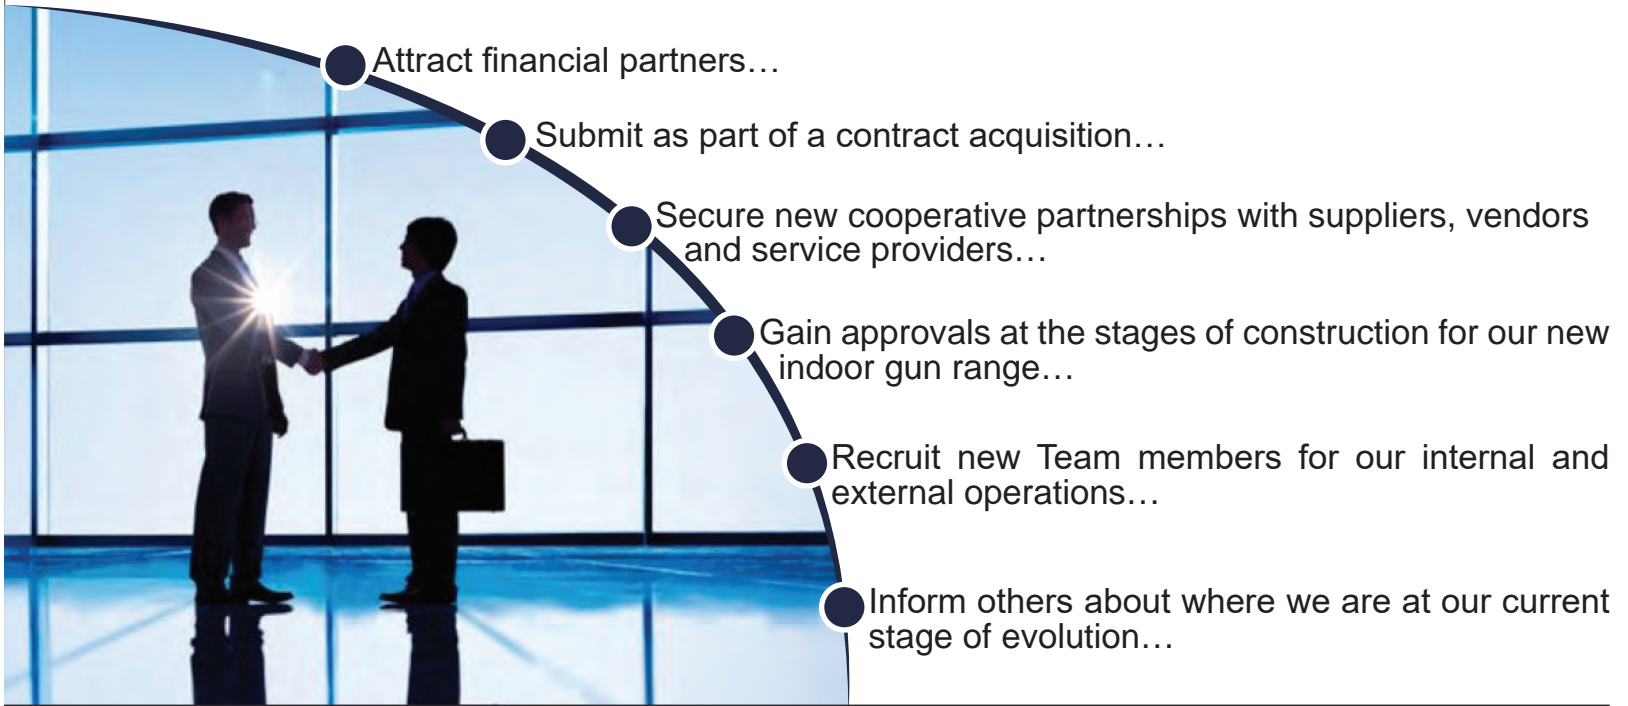 Attract financial partners…
Submit as part of a contract acquisition…
Secure new cooperative partnerships with suppliers, vendors
and service providers…
Gain approvals at the stages of construction for our new
indoor gun range…
Recruit new Team members for our internal and
external operations…
Inform others about where we are at our current
stage of evolution…